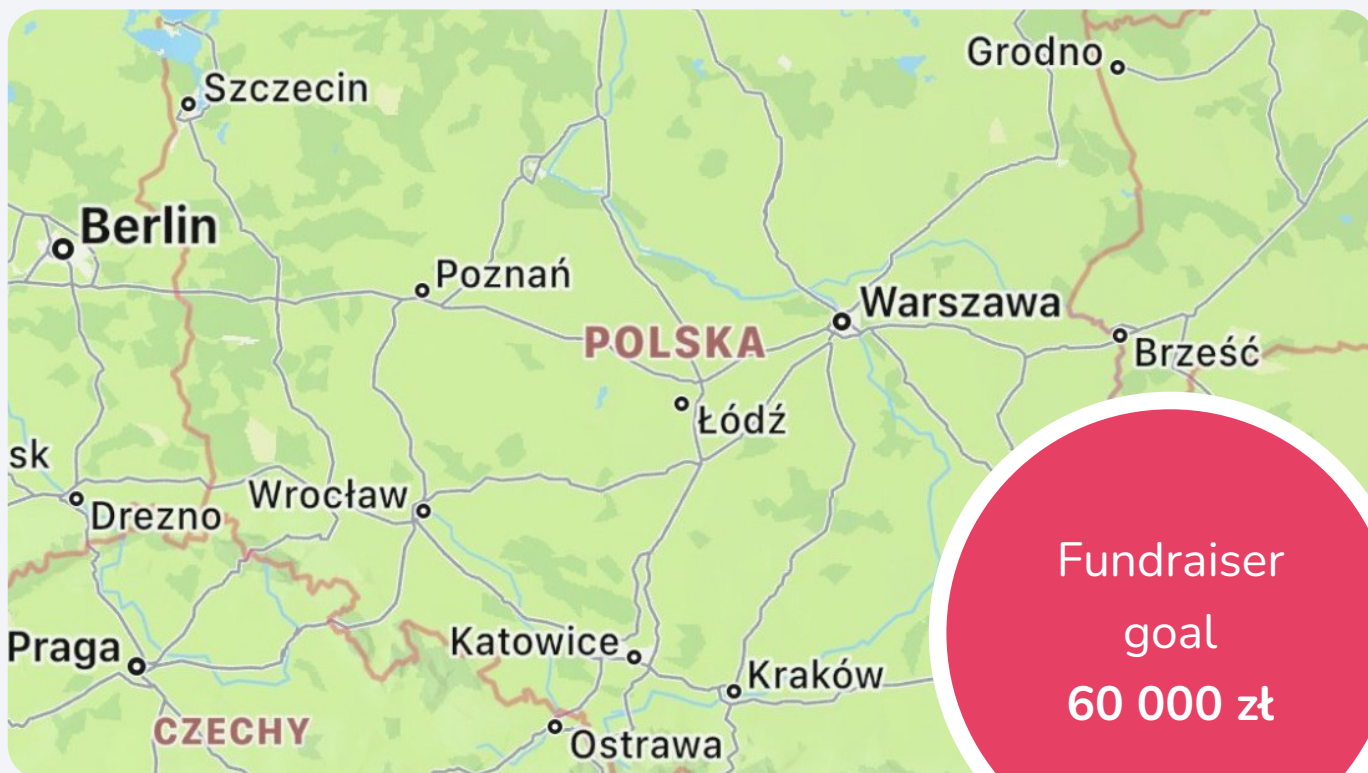 Grodno
Szczecin
Berlin
Poznań
Warszawa
POLSKA
Brześć
Łódź
sk
Wrocław
Drezno
Fundraiser
goal
60 000 zł
Katowice
Praga
Kraków
CZECHY
Ostrawa